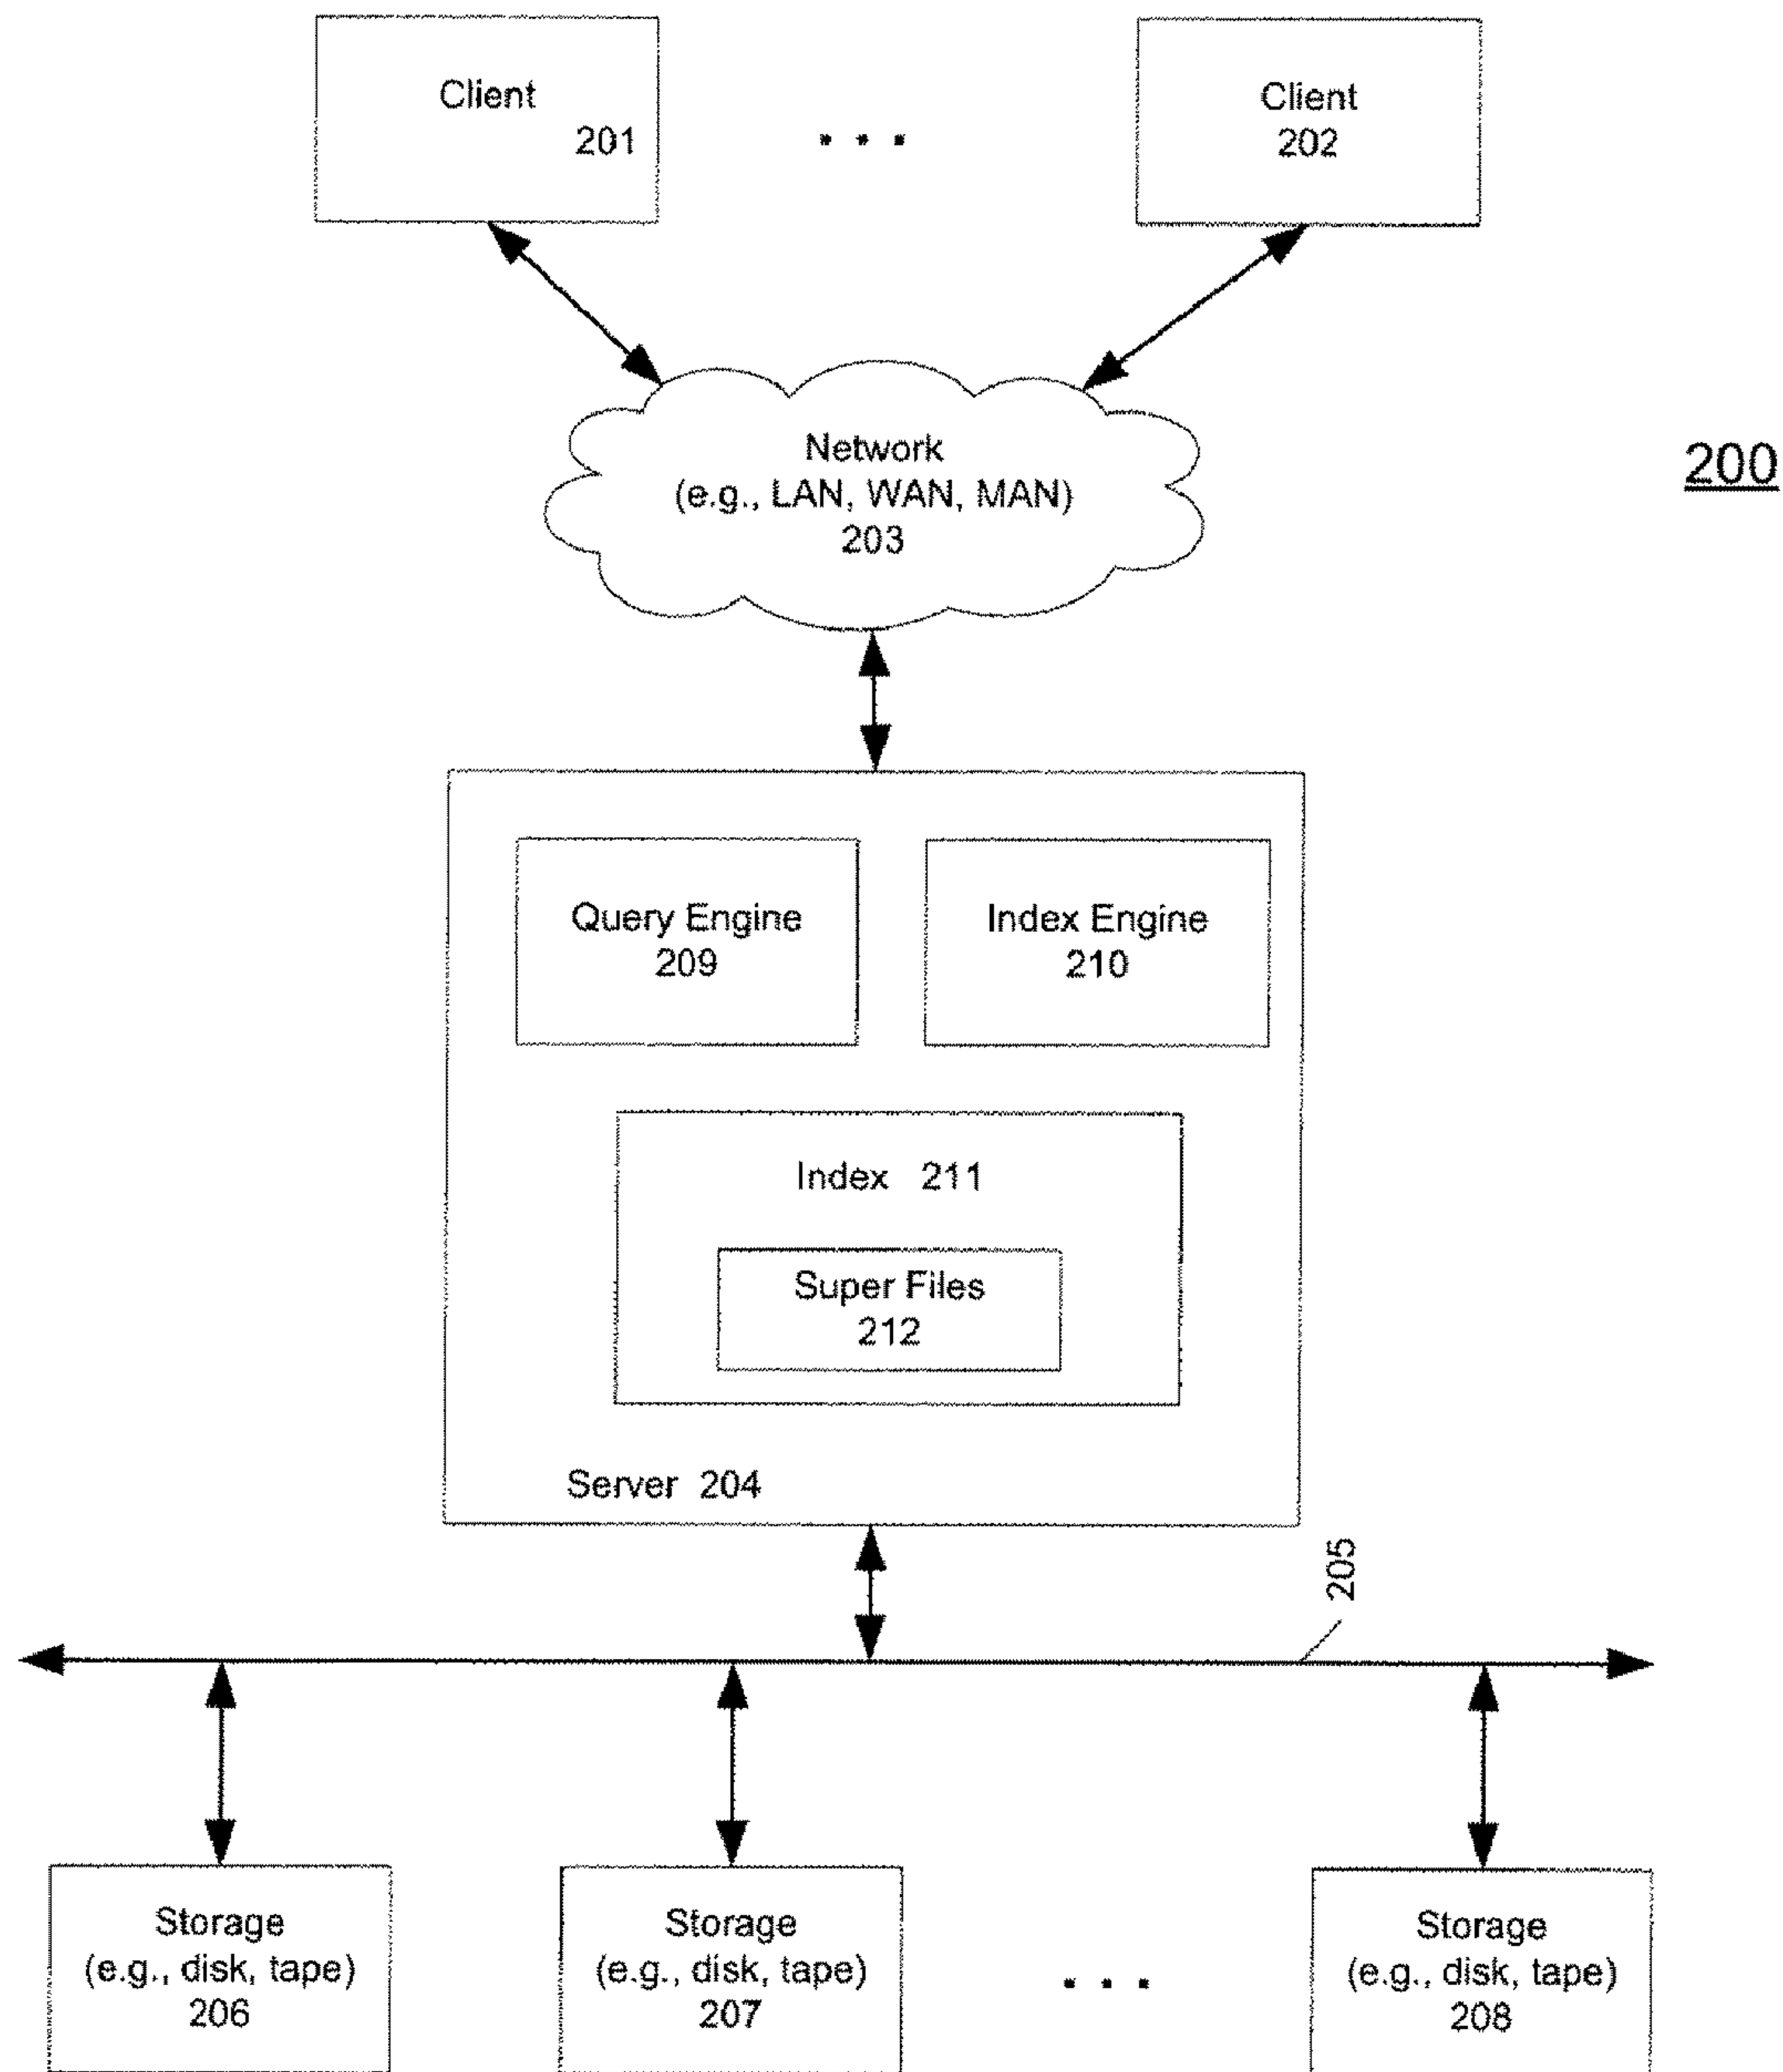 Client
201
Client
202
Network
(e.g., LAN, WAN, MAN)
203
200
Query Engine
209
Index Engine
210
Index 211
Super Files
212
Server 204
205
Storage
(e.g., disk, tape)
206
Storage
(e.g., disk, tape)
207
Storage
(e.g., disk, tape)
208